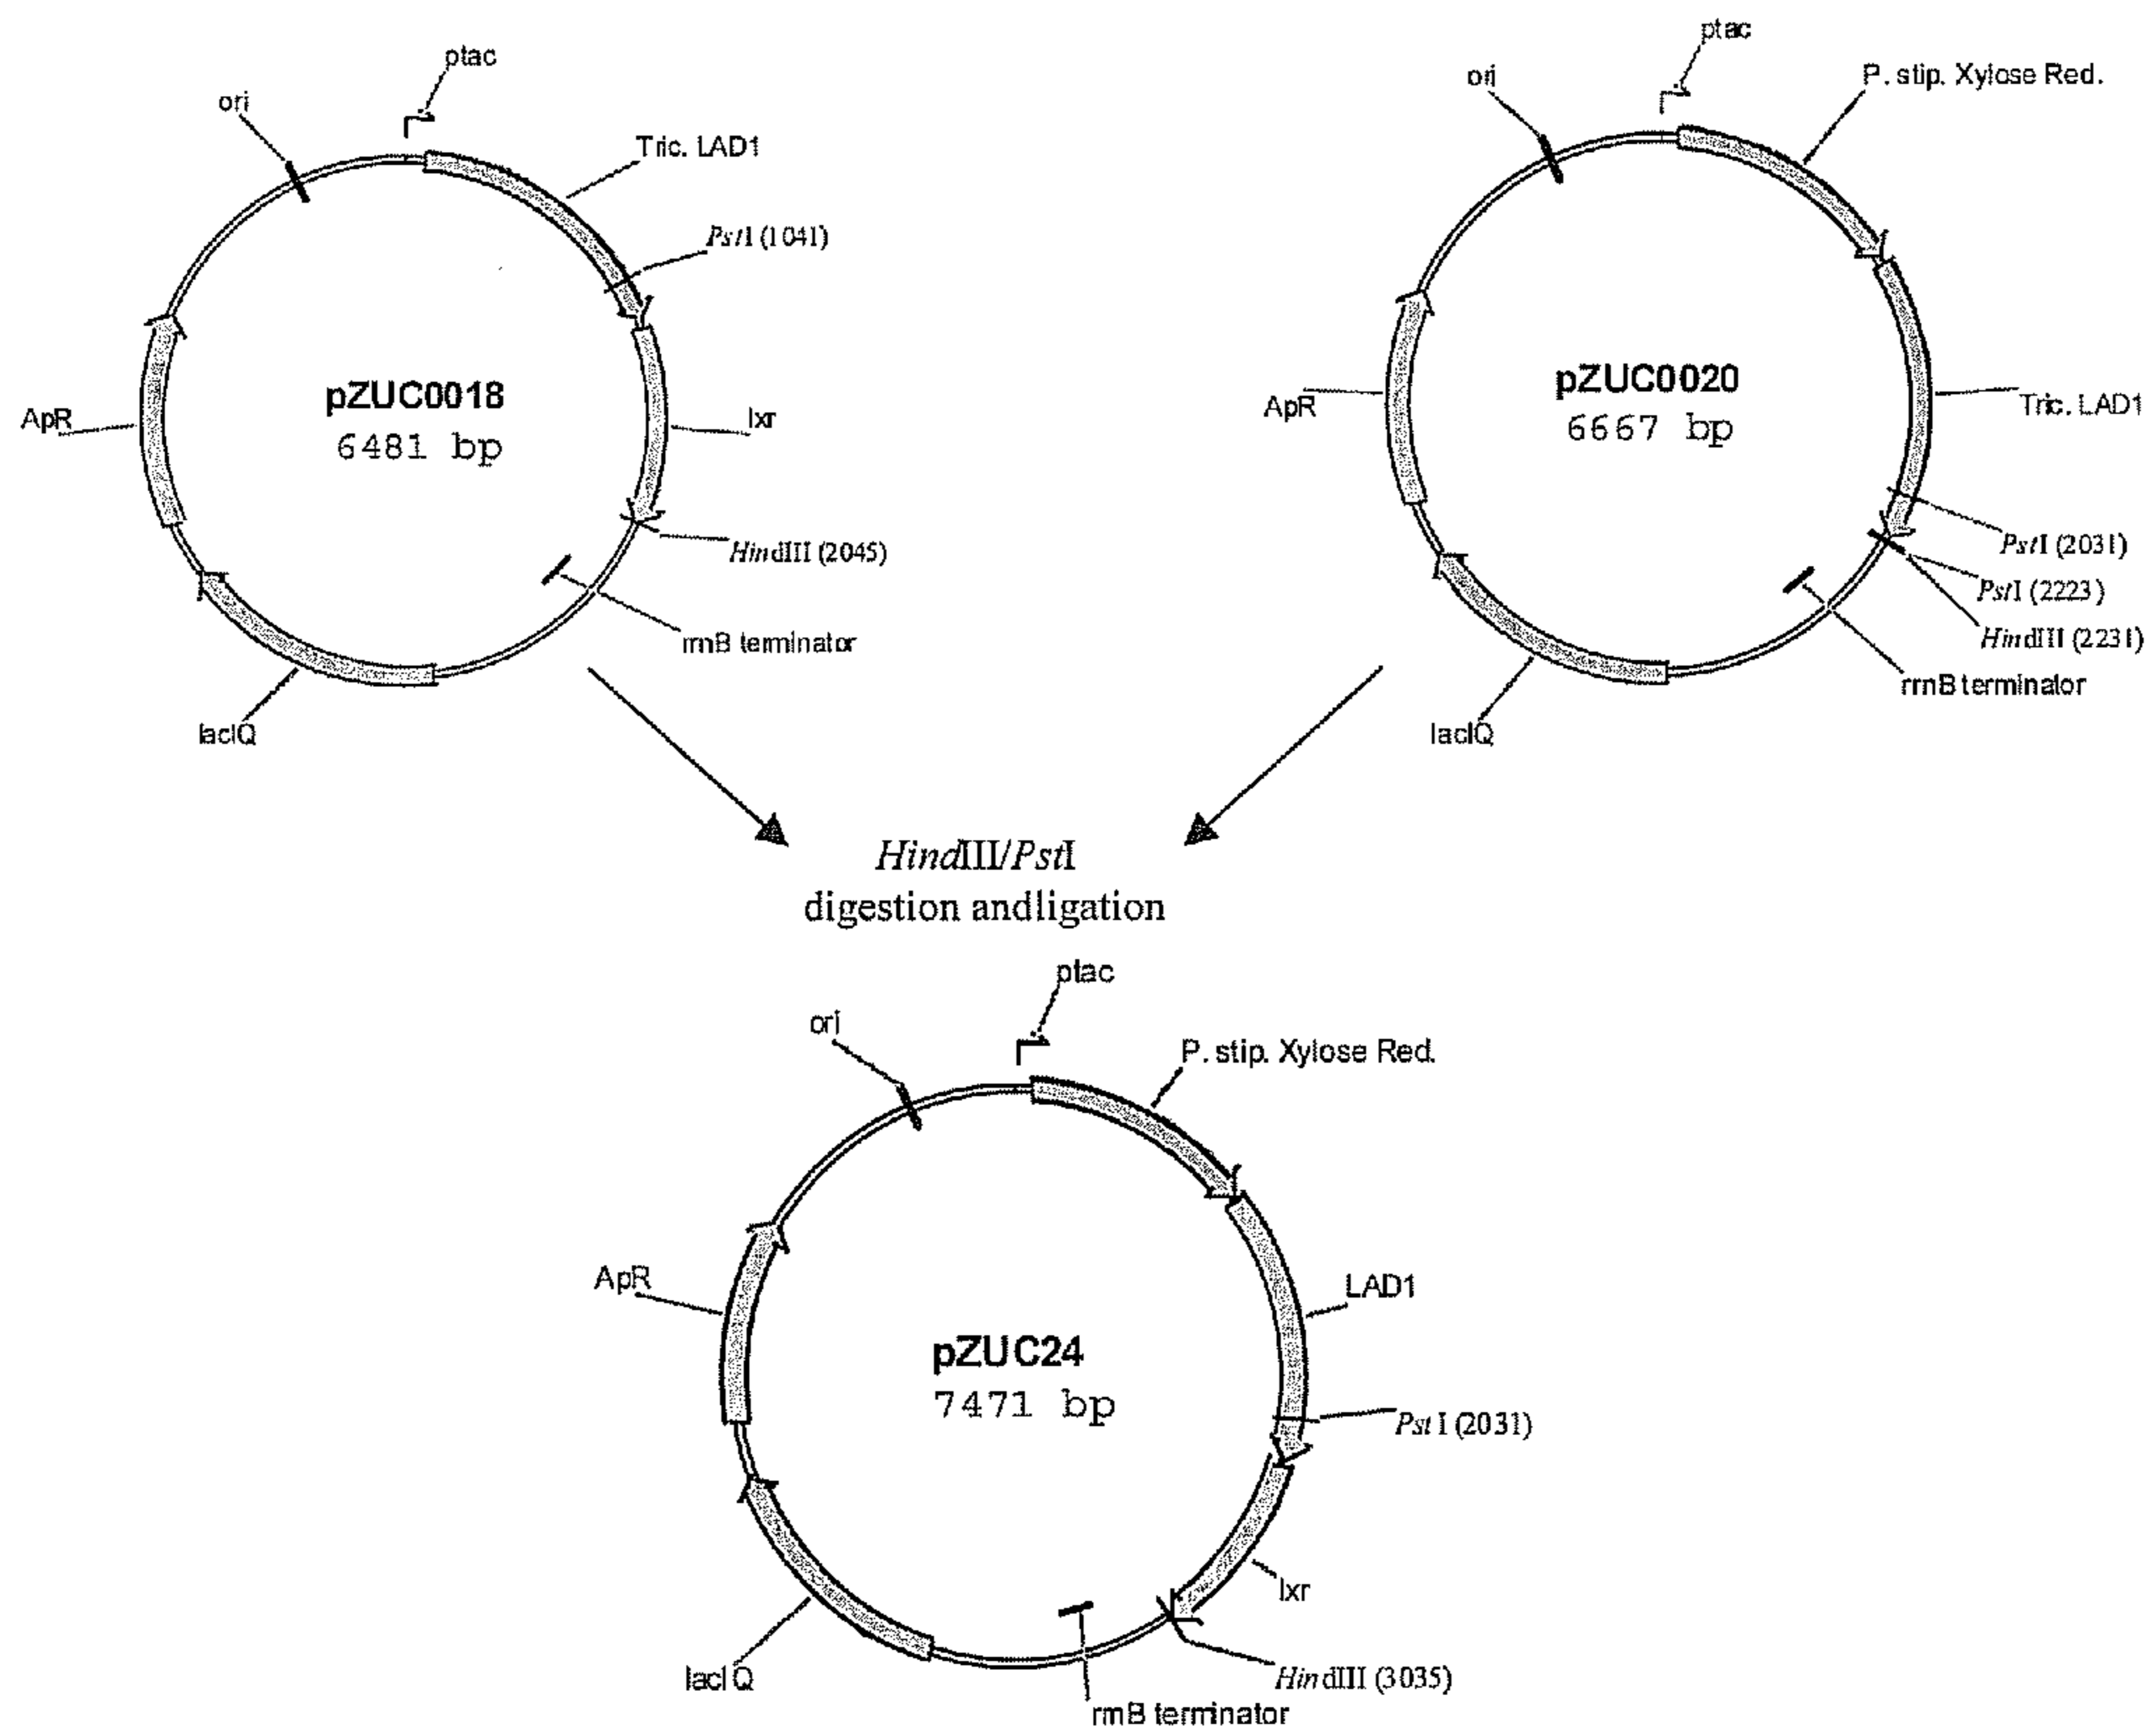 ptac
ori
Tric. LAD1
PstI (1041)
pZUC0018
6481 bp
ApR
lxr
HindIII (2045)
rrnB terminator
lacIQ
ptac
ori
P. stip. Xylose Red.
pZUC0020
6667 bp
ApR
Tric. LAD1
PstI (2031)
PstI (2223)
HindIII (2231)
rrnB terminator
lacIQ
HindIII/PstI
digestion andligation
ptac
ori
P. stip. Xylose Red.
ApR
LAD1
pZUC24
7471 bp
Pst I (2031)
lxr
HindIII (3035)
lacI Q
rrnB terminator